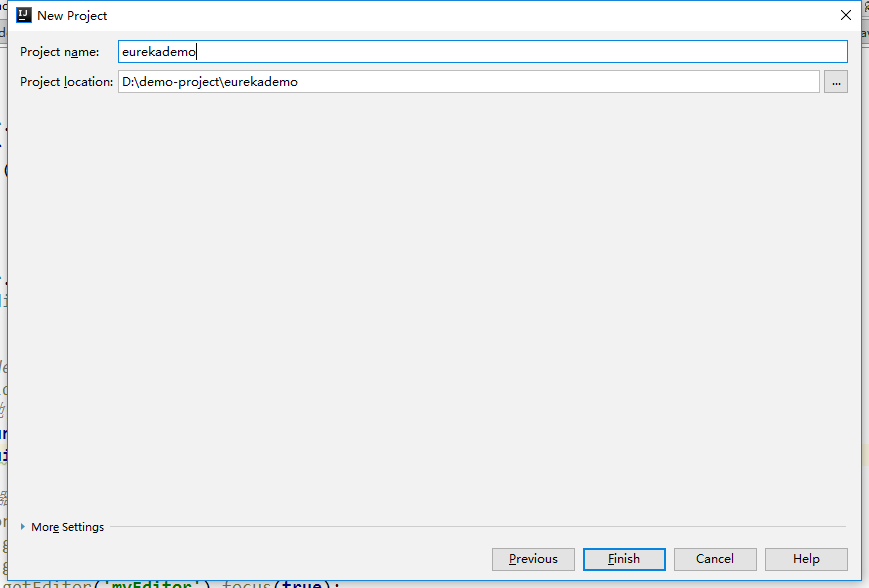 New Project
Project name: eurekademo
Project location: D:\demo-project\eurekademo ...
More Settings
Previous Finish Cancel Help
getEditor('myEditor').focus(true);